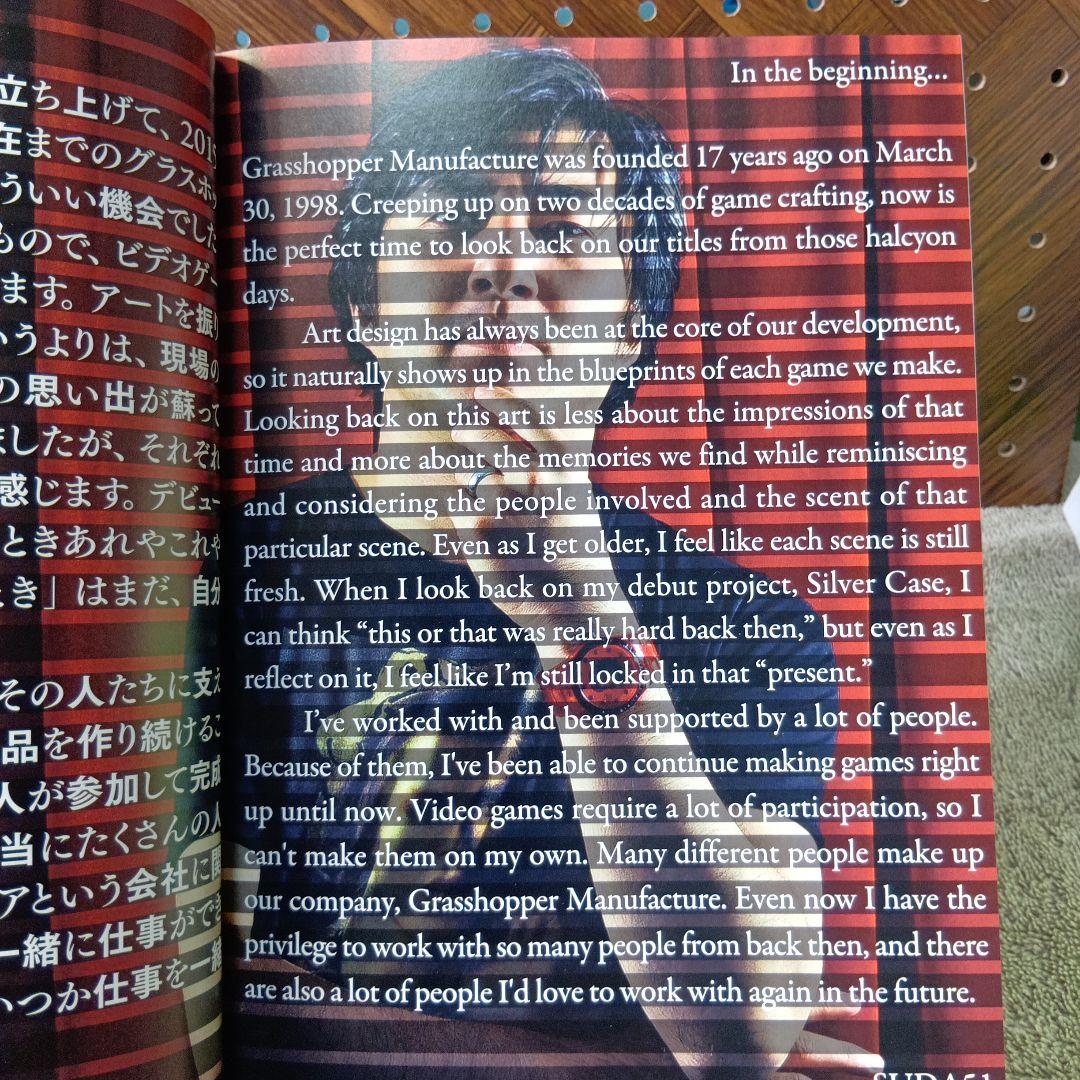 立ち上げて、2015
在までのグラスホ
ういい機会でした
もので、ビデオゲー
ます。アートを振り
いうよりは、現場の
の思い出が蘇って
ましたが、それぞれ
感じます。デビュー
ときあれやこれや
とき」はまだ、自分
その人たちに支え
品を作り続けるこ
人が参加して完成
当にたくさんの人
アという会社に関
一緒に仕事ができ
いつか仕事を一緒
In the beginning...
Grasshopper Manufacture was founded 17 years ago on March
30, 1998. Creeping up on two decades of game crafting, now is
the perfect time to look back on our titles from those halcyon
days.
Art design has always been at the core of our development,
so it naturally shows up in the blueprints of each game we make.
Looking back on this art is less about the impressions of that
time and more about the memories we find while reminiscing
and considering the people involved and the scent of that
particular scene. Even as I get older, I feel like each scene is still
fresh. When I look back on my debut project, Silver Case, I
can think “this or that was really hard back then,” but even as I
reflect on it, I feel like I’m still locked in that “present.”
I’ve worked with and been supported by a lot of people.
Because of them, I've been able to continue making games right
up until now. Video games require a lot of participation, so I
can't make them on my own. Many different people make up
our company, Grasshopper Manufacture. Even now I have the
privilege to work with so many people from back then, and there
are also a lot of people I'd love to work with again in the future.
SUDA51